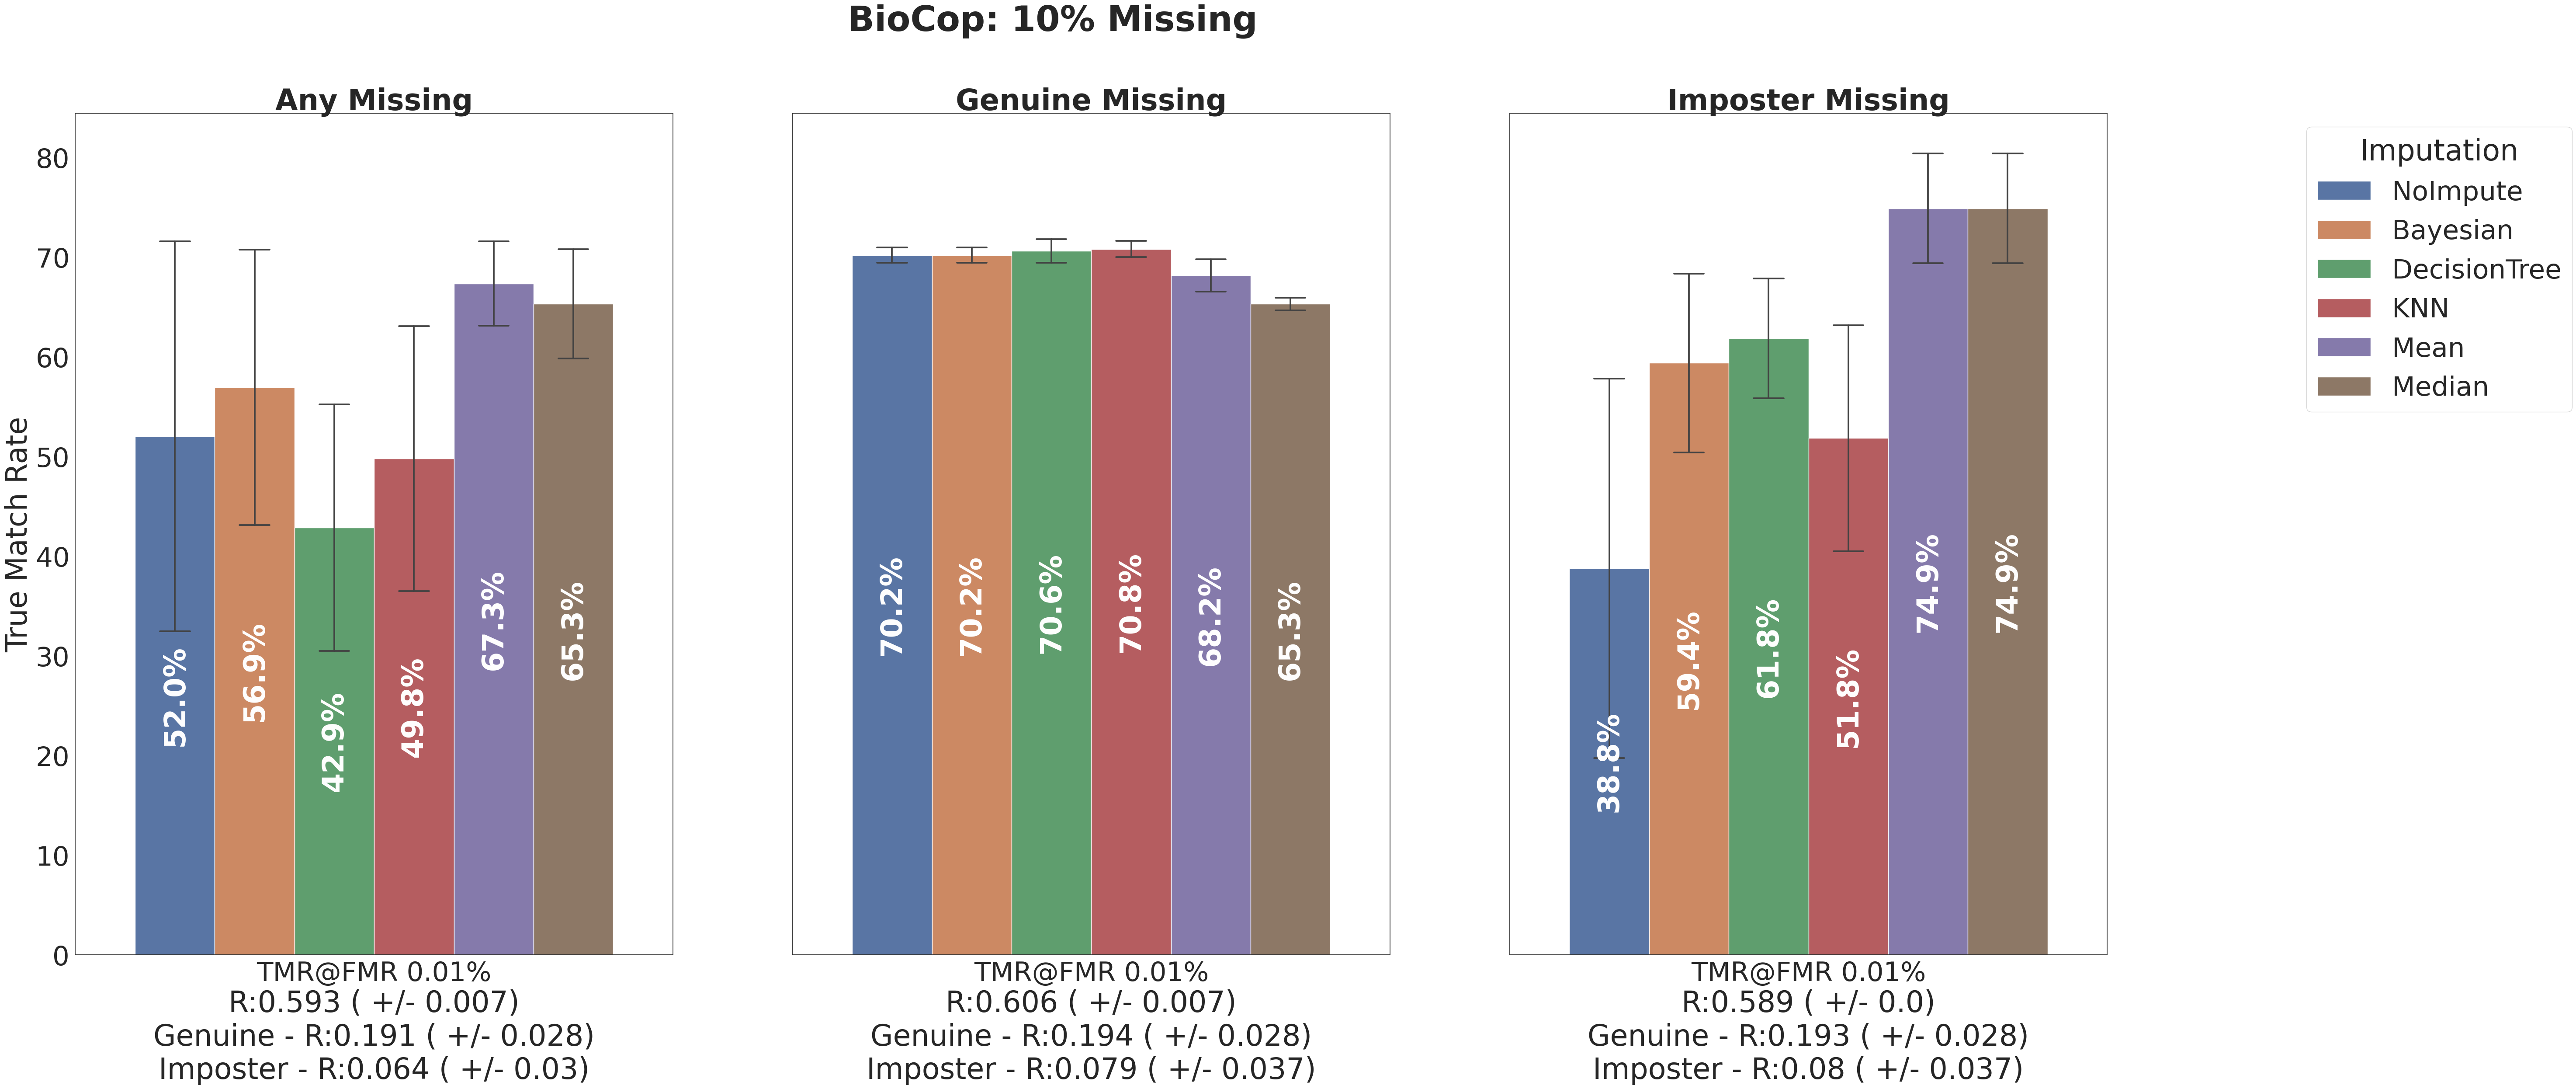 BioCop: 10% Missing
Any Missing
Genuine Missing
Imposter Missing
True Match Rate
80
70
60
50
40
30
20
10
0
52.0%
56.9%
42.9%
49.8%
67.3%
65.3%
70.2%
70.2%
70.6%
70.8%
68.2%
65.3%
38.8%
59.4%
61.8%
51.8%
74.9%
74.9%
TMR@FMR 0.01%
R:0.593 ( +/- 0.007)
Genuine - R:0.191 ( +/- 0.028)
Imposter - R:0.064 ( +/- 0.03)
TMR@FMR 0.01%
R:0.606 ( +/- 0.007)
Genuine - R:0.194 ( +/- 0.028)
Imposter - R:0.079 ( +/- 0.037)
TMR@FMR 0.01%
R:0.589 ( +/- 0.0)
Genuine - R:0.193 ( +/- 0.028)
Imposter - R:0.08 ( +/- 0.037)
Imputation
NoImpute
Bayesian
DecisionTree
KNN
Mean
Median